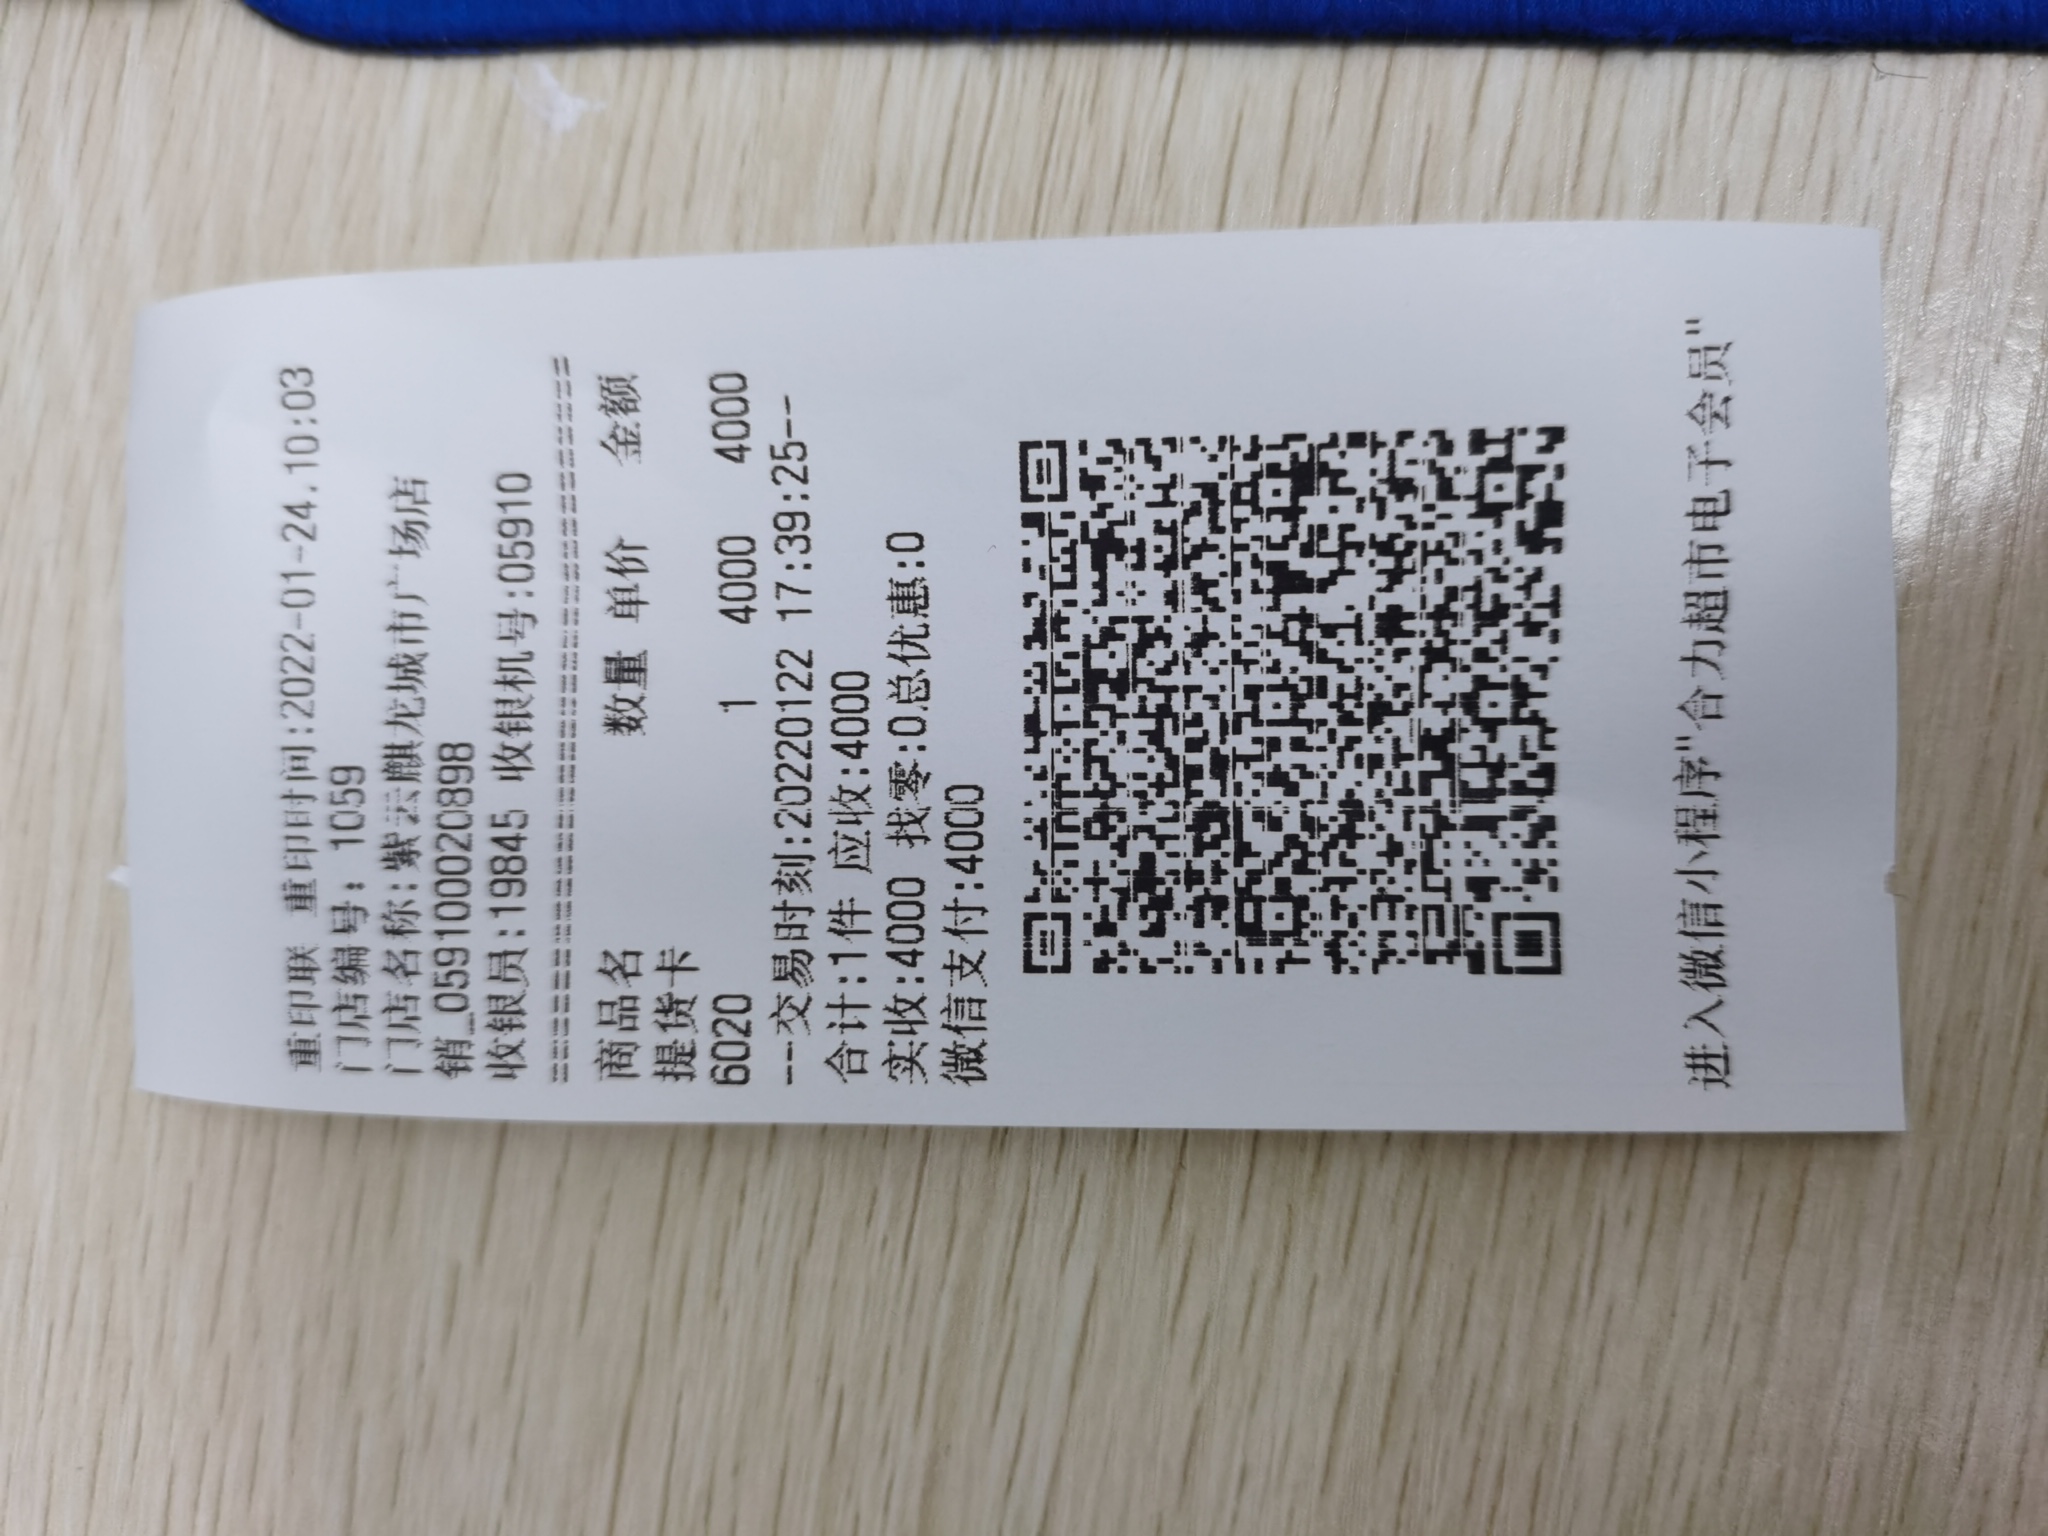 重印联 重印时间:2022-01-24.10:03
门店编号: 1059
门店名称:紫云麒龙城市广场店
销_0591000020898
收银员:19845 收银机号:05910
==========================================
商品名 数量 单价 金额
提货卡
6020 1 4000 4000
--交易时刻:20220122 17:39:25--
合计:1件 应收:4000
实收:4000 找零:0总优惠:0
微信支付:4000
进入微信小程序"合力超市电子会员"